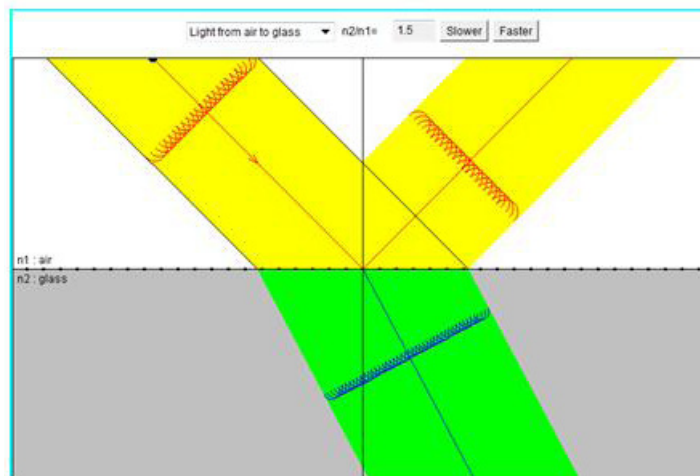 Light from air to glass n2/n1= 1.5 Slower Faster
n1 : air
n2 : glass